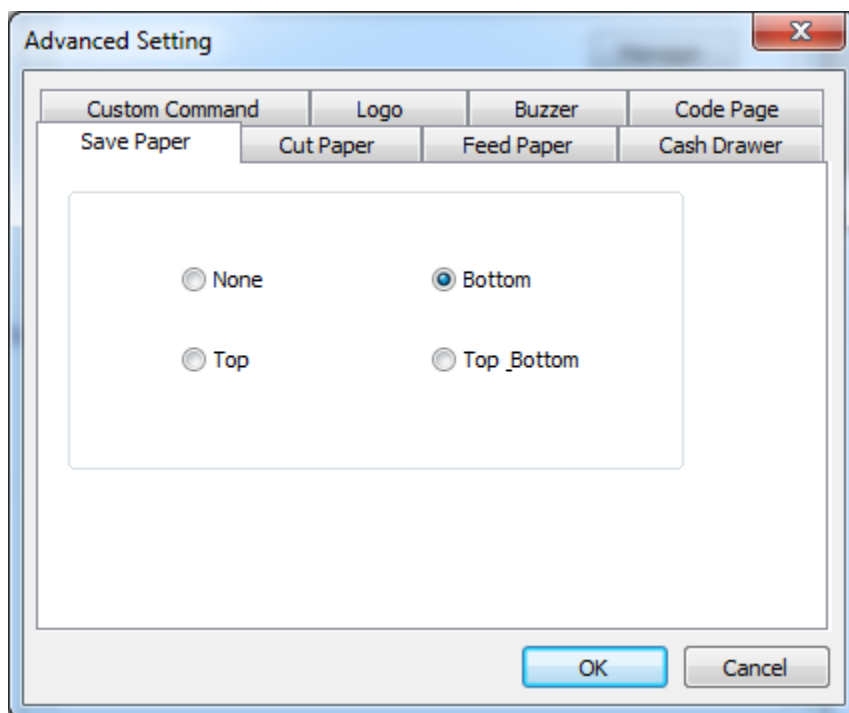 Advanced Setting
Custom Command Logo Buzzer Code Page
Save Paper Cut Paper Feed Paper Cash Drawer
None Bottom
Top Top_Bottom
OK Cancel